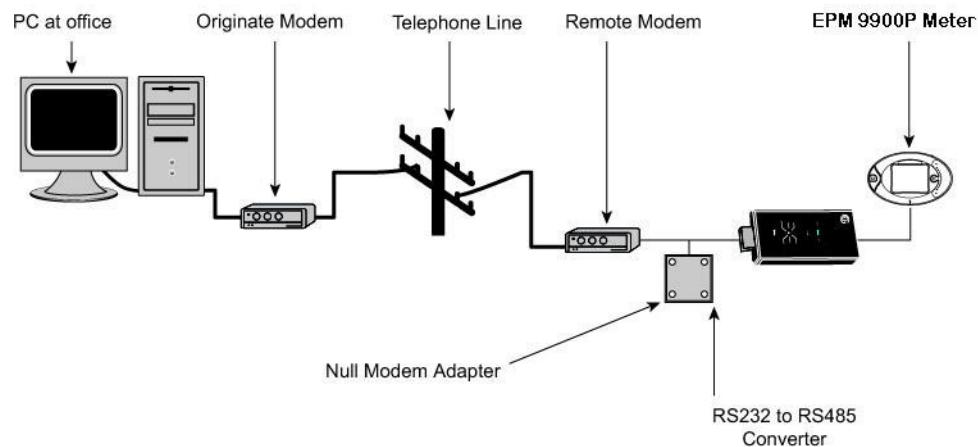 PC at office
Originate Modem
Telephone Line
Remote Modem
EPM 9900P Meter
Null Modem Adapter
RS232 to RS485
Converter